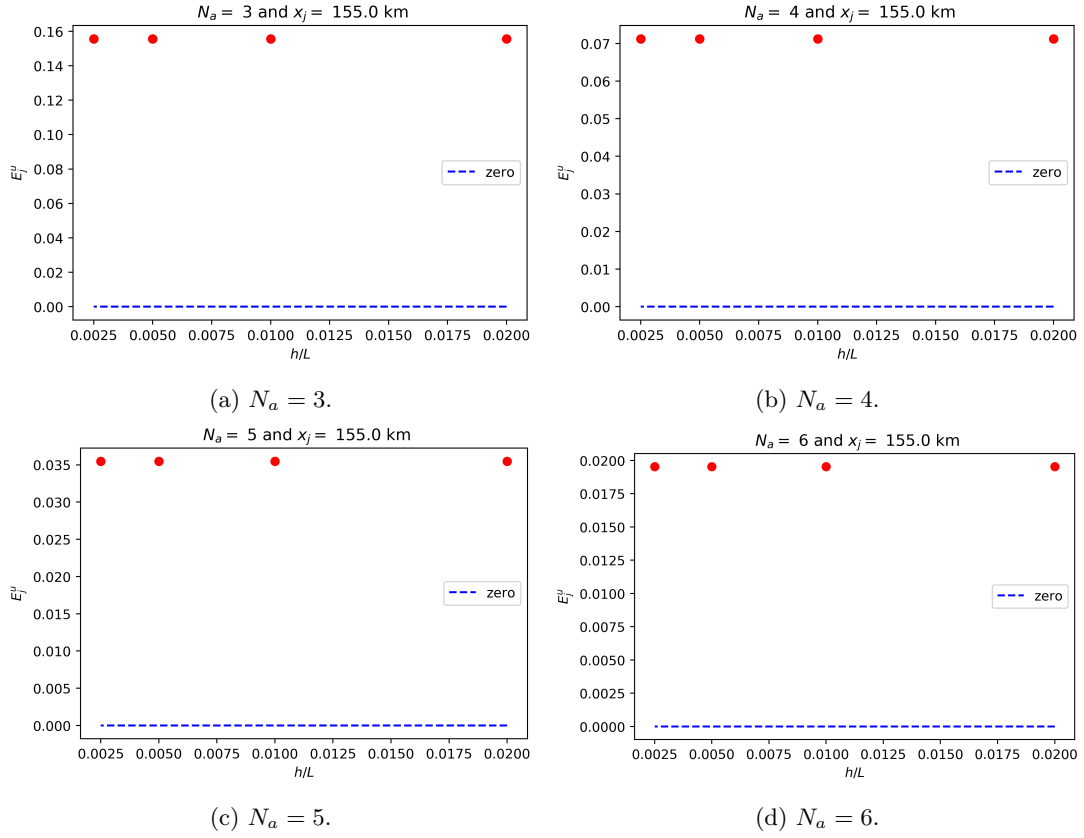 N_a = 3 and x_j = 155.0 km
0.16
0.14
0.12
0.10
0.08
0.06
0.04
0.02
0.00
E_j^u
zero
0.0025 0.0050 0.0075 0.0100 0.0125 0.0150 0.0175 0.0200
h/L
(a) N_a = 3.
N_a = 4 and x_j = 155.0 km
0.07
0.06
0.05
0.04
0.03
0.02
0.01
0.00
E_j^u
zero
0.0025 0.0050 0.0075 0.0100 0.0125 0.0150 0.0175 0.0200
h/L
(b) N_a = 4.
N_a = 5 and x_j = 155.0 km
0.035
0.030
0.025
0.020
0.015
0.010
0.005
0.000
E_j^u
zero
0.0025 0.0050 0.0075 0.0100 0.0125 0.0150 0.0175 0.0200
h/L
(c) N_a = 5.
N_a = 6 and x_j = 155.0 km
0.0200
0.0175
0.0150
0.0125
0.0100
0.0075
0.0050
0.0025
0.0000
E_j^u
zero
0.0025 0.0050 0.0075 0.0100 0.0125 0.0150 0.0175 0.0200
h/L
(d) N_a = 6.